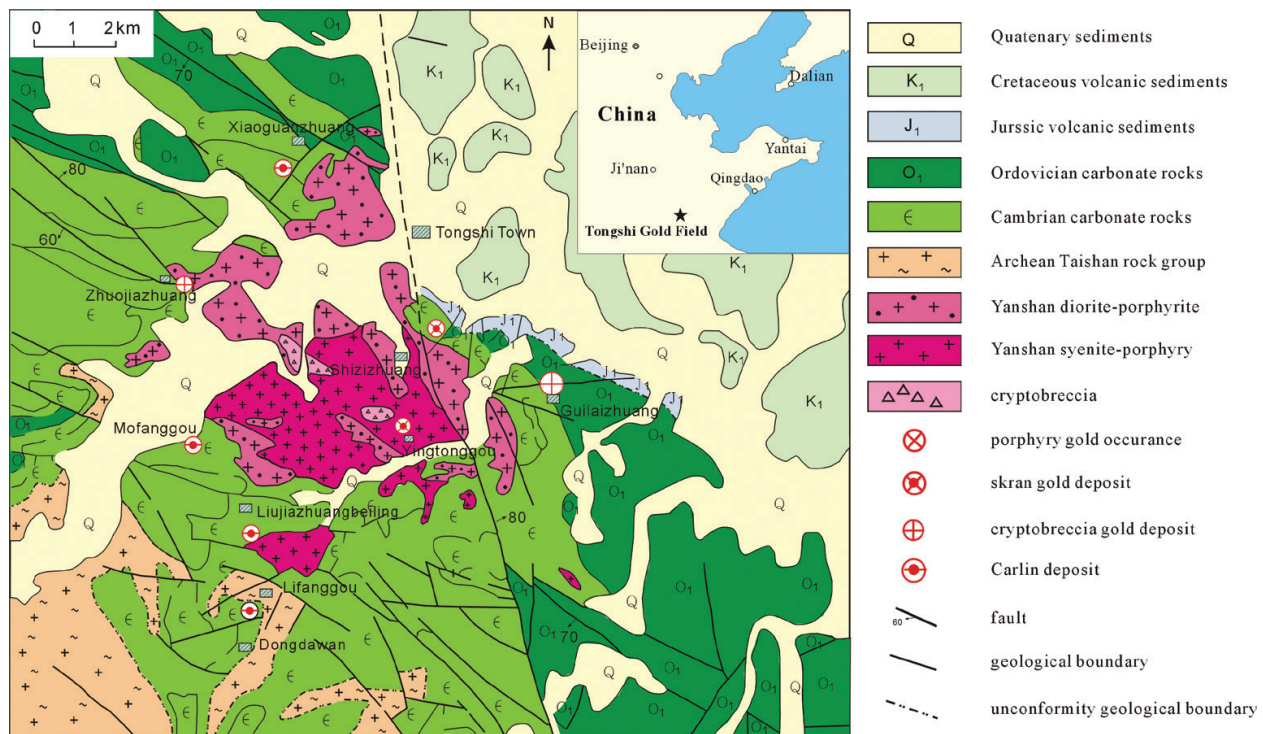 0 1 2km
N
Beijing
Dalian
China
Yantai
Ji'nan
Qingdao
Tongshi Gold Field
O₁
70
Q
K₁
Є
Xiaoguanzhuang
80
60
Tongshi Town
Zhuojiazhuang
J₁
Shizizhuang
Guilaizhuang
Mofanggou
Yingtonggou
Liujiazhuangbeiling
80
Lifanggou
70
Dongdawan
Q Quatenary sediments
K₁ Cretaceous volcanic sediments
J₁ Jurssic volcanic sediments
O₁ Ordovician carbonate rocks
Є Cambrian carbonate rocks
Archean Taishan rock group
Yanshan diorite-porphyrite
Yanshan syenite-porphyry
cryptobreccia
porphyry gold occurance
skran gold deposit
cryptobreccia gold deposit
Carlin deposit
60 fault
geological boundary
unconformity geological boundary